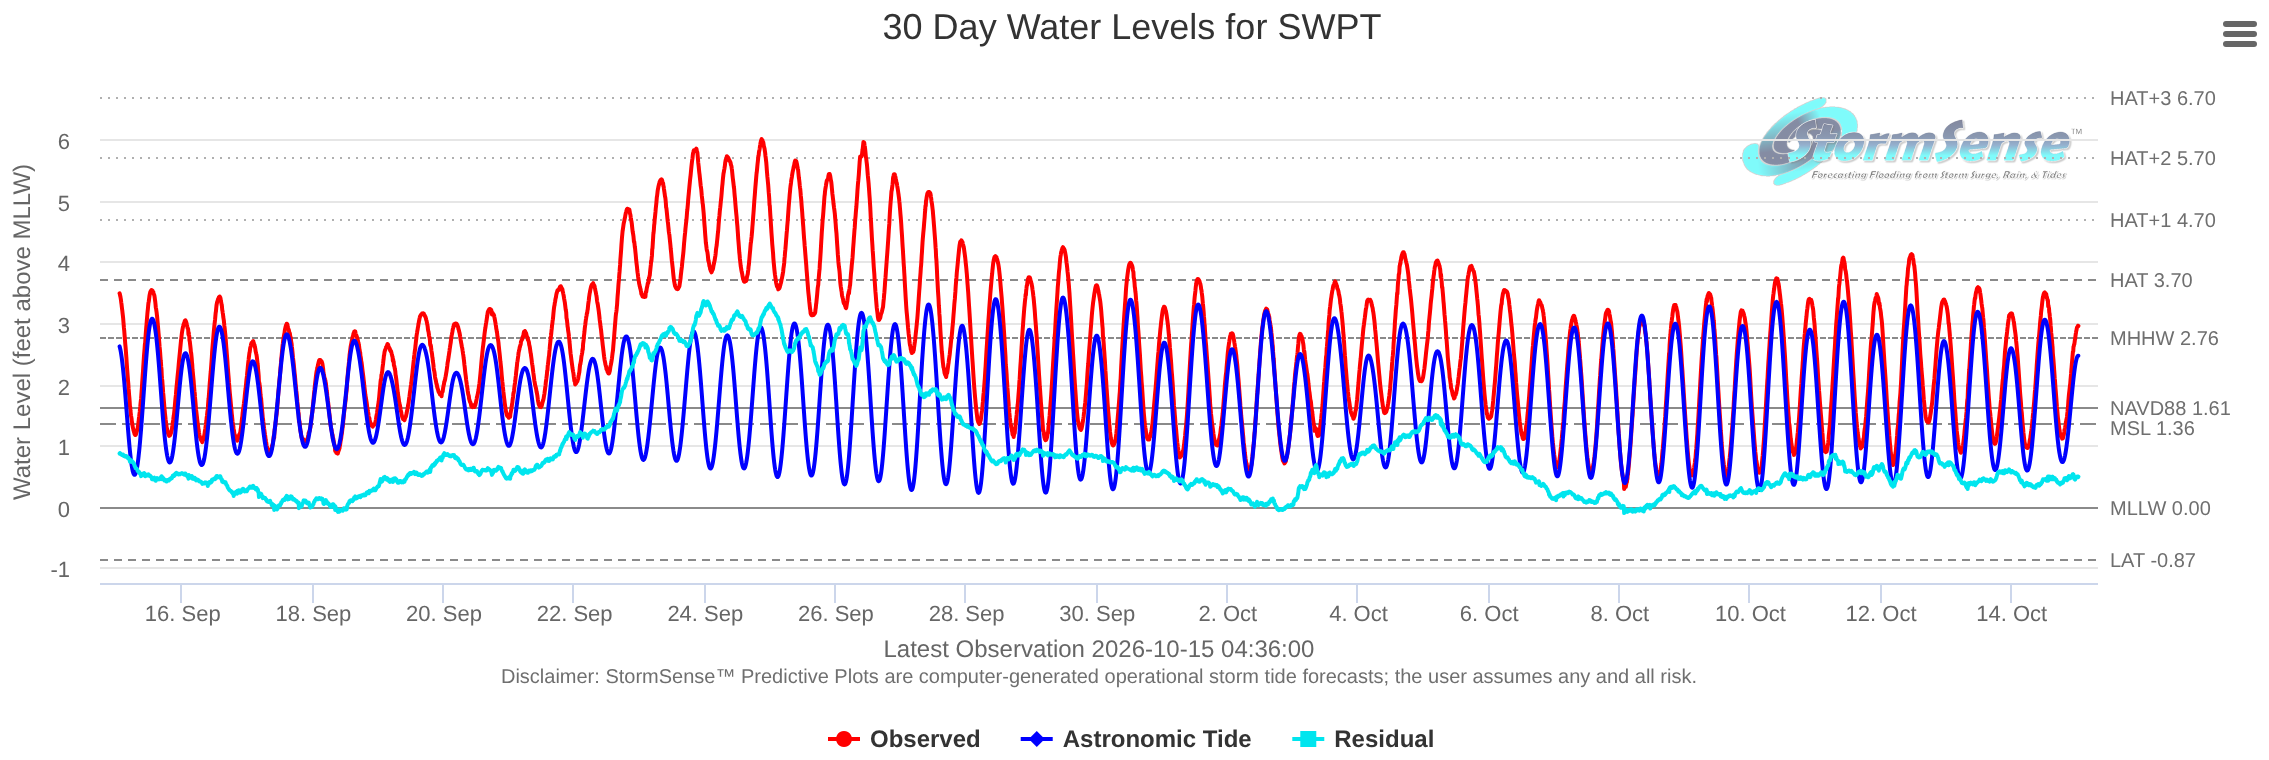 30 Day Water Levels for SWPT
HAT+3 6.70
StormSense™
Forecasting Flooding from Storm Surge, Rain, & Tides
HAT+2 5.70
HAT+1 4.70
HAT 3.70
MHHW 2.76
NAVD88 1.61
MSL 1.36
MLLW 0.00
LAT -0.87
Water Level (feet above MLLW)
6
5
4
3
2
1
0
-1
16. Sep
18. Sep
20. Sep
22. Sep
24. Sep
26. Sep
28. Sep
30. Sep
2. Oct
4. Oct
6. Oct
8. Oct
10. Oct
12. Oct
14. Oct
Latest Observation 2026-10-15 04:36:00
Disclaimer: StormSense™ Predictive Plots are computer-generated operational storm tide forecasts; the user assumes any and all risk.
Observed
Astronomic Tide
Residual